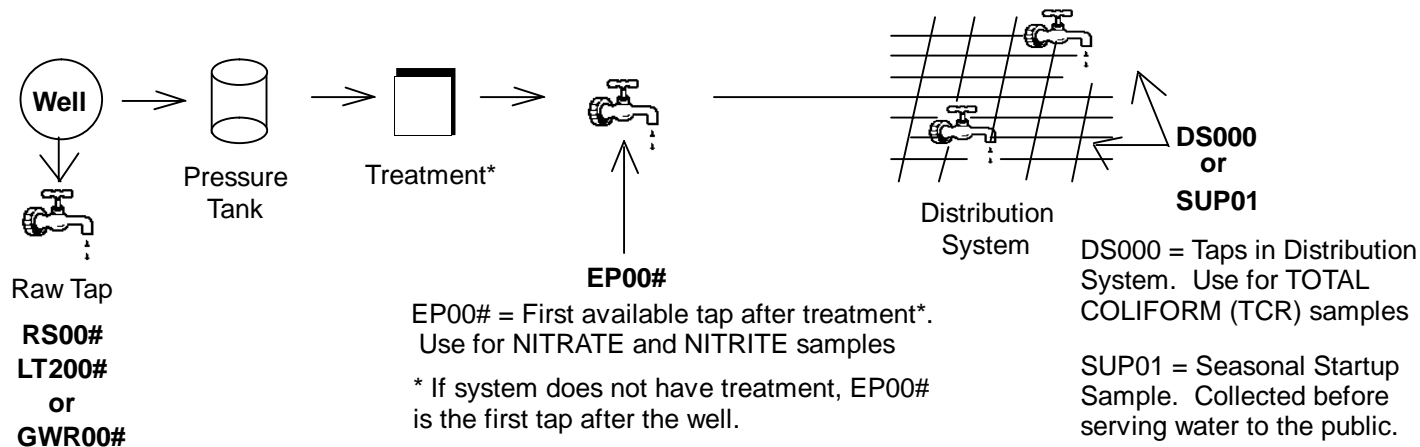 Well
Pressure
Tank
Treatment*
Raw Tap
RS00#
LT200#
or
GWR00#
EP00#
EP00# = First available tap after treatment*.
Use for NITRATE and NITRITE samples
* If system does not have treatment, EP00#
is the first tap after the well.
Distribution
System
DS000
or
SUP01
DS000 = Taps in Distribution
System. Use for TOTAL
COLIFORM (TCR) samples
SUP01 = Seasonal Startup
Sample. Collected before
serving water to the public.